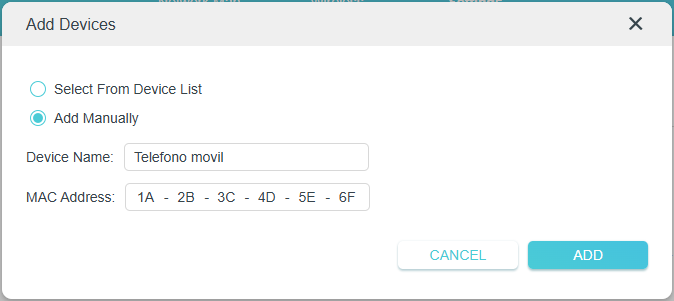 Add Devices
Select From Device List
Add Manually
Device Name: Telefono movil
MAC Address: 1A - 2B - 3C - 4D - 5E - 6F
CANCEL ADD